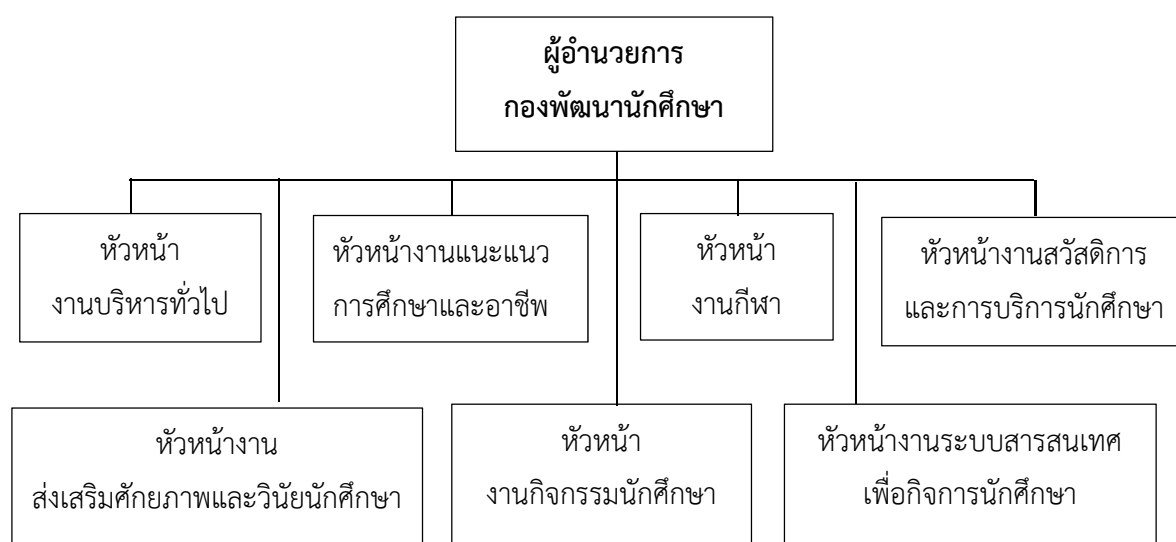 ผู้อำนวยการ
กองพัฒนานักศึกษา
หัวหน้า
งานบริหารทั่วไป
หัวหน้างานแนะแนว
การศึกษาและอาชีพ
หัวหน้า
งานกีฬา
หัวหน้างานสวัสดิการ
และการบริการนักศึกษา
หัวหน้างาน
ส่งเสริมศักยภาพและวินัยนักศึกษา
หัวหน้า
งานกิจกรรมนักศึกษา
หัวหน้างานระบบสารสนเทศ
เพื่อกิจการนักศึกษา